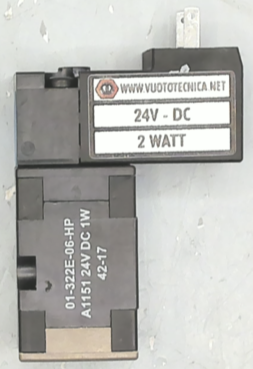 WWW.VUOTOTECNICA.NET
24V - DC
2 WATT
01-322E-06-HP
A1151 24V DC 1W
42-17